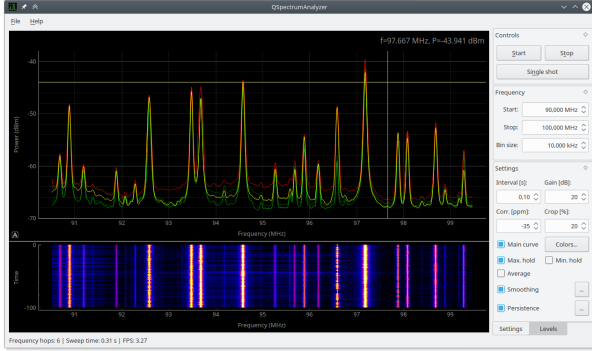 QSpectrumAnalyzer
File Help
f=97.667 MHz, P=-43.941 dBm
-40
-50
-60
-70
Power (dBm)
91 92 93 94 95 96 97 98 99
Frequency (MHz)
A
0
-100
Time
91 92 93 94 95 96 97 98 99
Frequency (MHz)
Controls
Start Stop
Single shot
Frequency
Start: 90,000 MHz
Stop: 100,000 MHz
Bin size: 10,000 kHz
Settings
Interval [s]: Gain [dB]:
0.10 20
Corr. [ppm]: Crop [%]:
-35 20
Main curve Colors...
Max. hold Min. hold
Average
Smoothing ...
Persistence ...
Settings Levels
Frequency hops: 6 | Sweep time: 0.31 s | FPS: 3.27